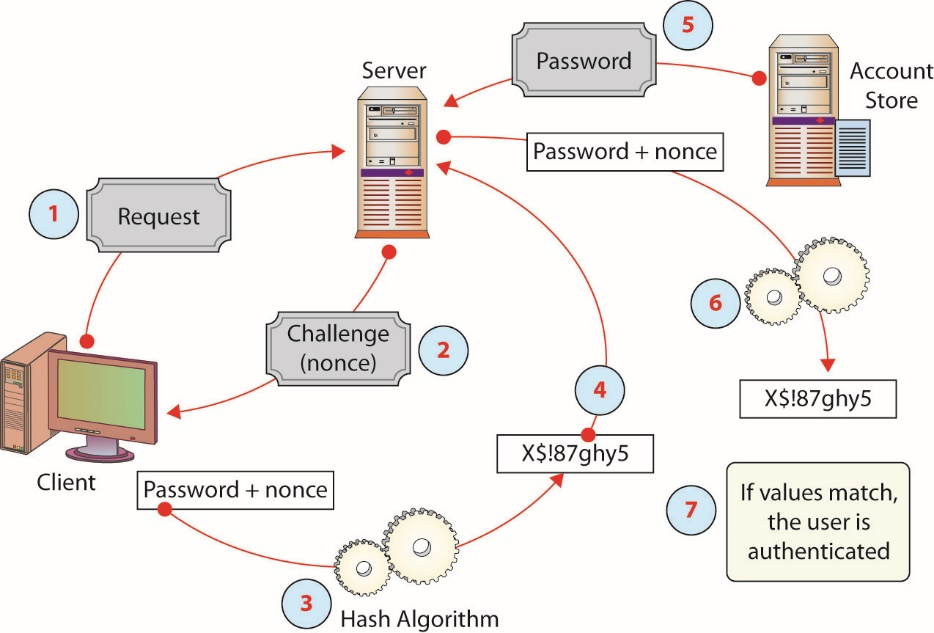 5
Password
Server
Account
Store
Password + nonce
1
Request
6
Challenge
(nonce)
2
4
X$!87ghy5
X$!87ghy5
Client
Password + nonce
7
If values match,
the user is
authenticated
3
Hash Algorithm